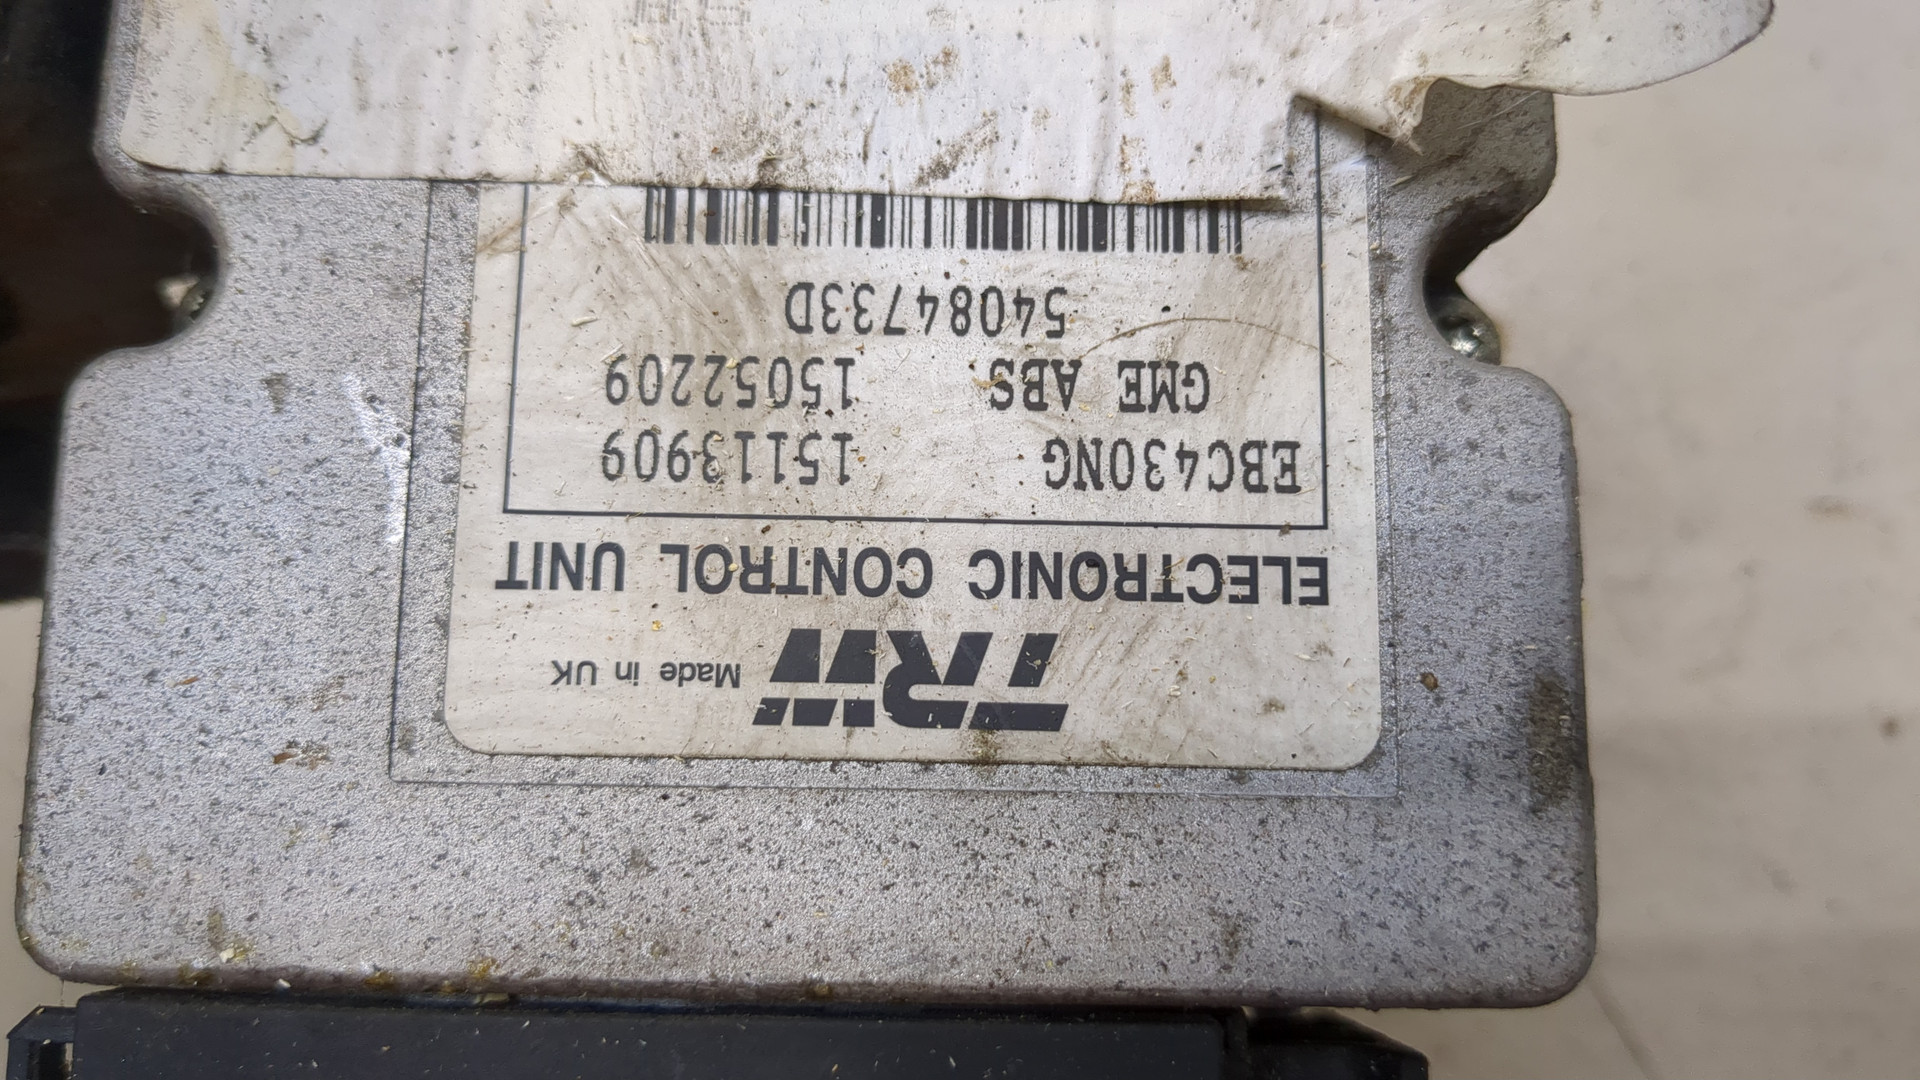 TRW Made in UK
ELECTRONIC CONTROL UNIT
EBC430NG 15113909
GME ABS 15052209
54084733D